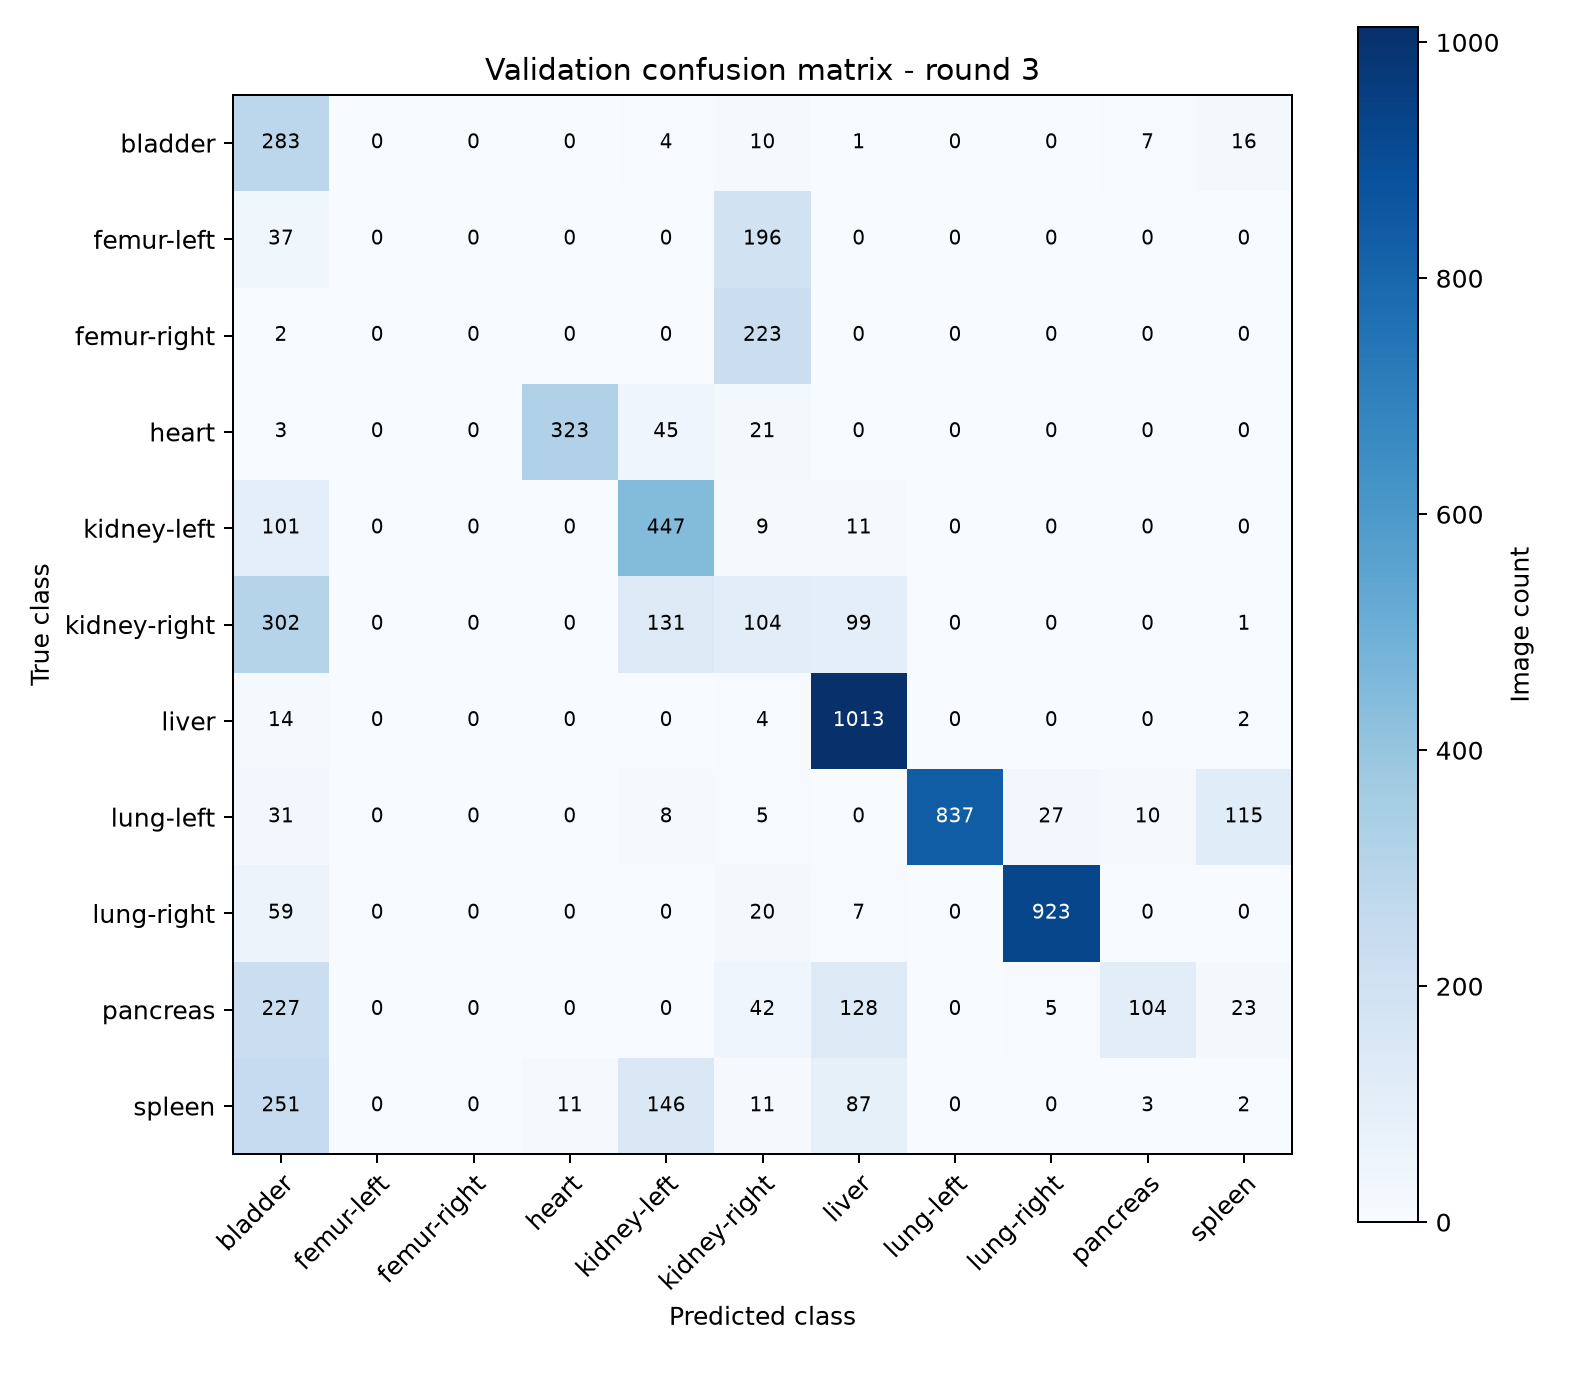 Validation confusion matrix - round 3
bladder 283 0 0 0 4 10 1 0 0 7 16
femur-left 37 0 0 0 0 196 0 0 0 0 0
femur-right 2 0 0 0 0 223 0 0 0 0 0
heart 3 0 0 323 45 21 0 0 0 0 0
kidney-left 101 0 0 0 447 9 11 0 0 0 0
kidney-right 302 0 0 0 131 104 99 0 0 0 1
liver 14 0 0 0 0 4 1013 0 0 0 2
lung-left 31 0 0 0 8 5 0 837 27 10 115
lung-right 59 0 0 0 0 20 7 0 923 0 0
pancreas 227 0 0 0 0 42 128 0 5 104 23
spleen 251 0 0 11 146 11 87 0 0 3 2
bladder femur-left femur-right heart kidney-left kidney-right liver lung-left lung-right pancreas spleen
Predicted class
True class
1000
800
600
400
200
0
Image count